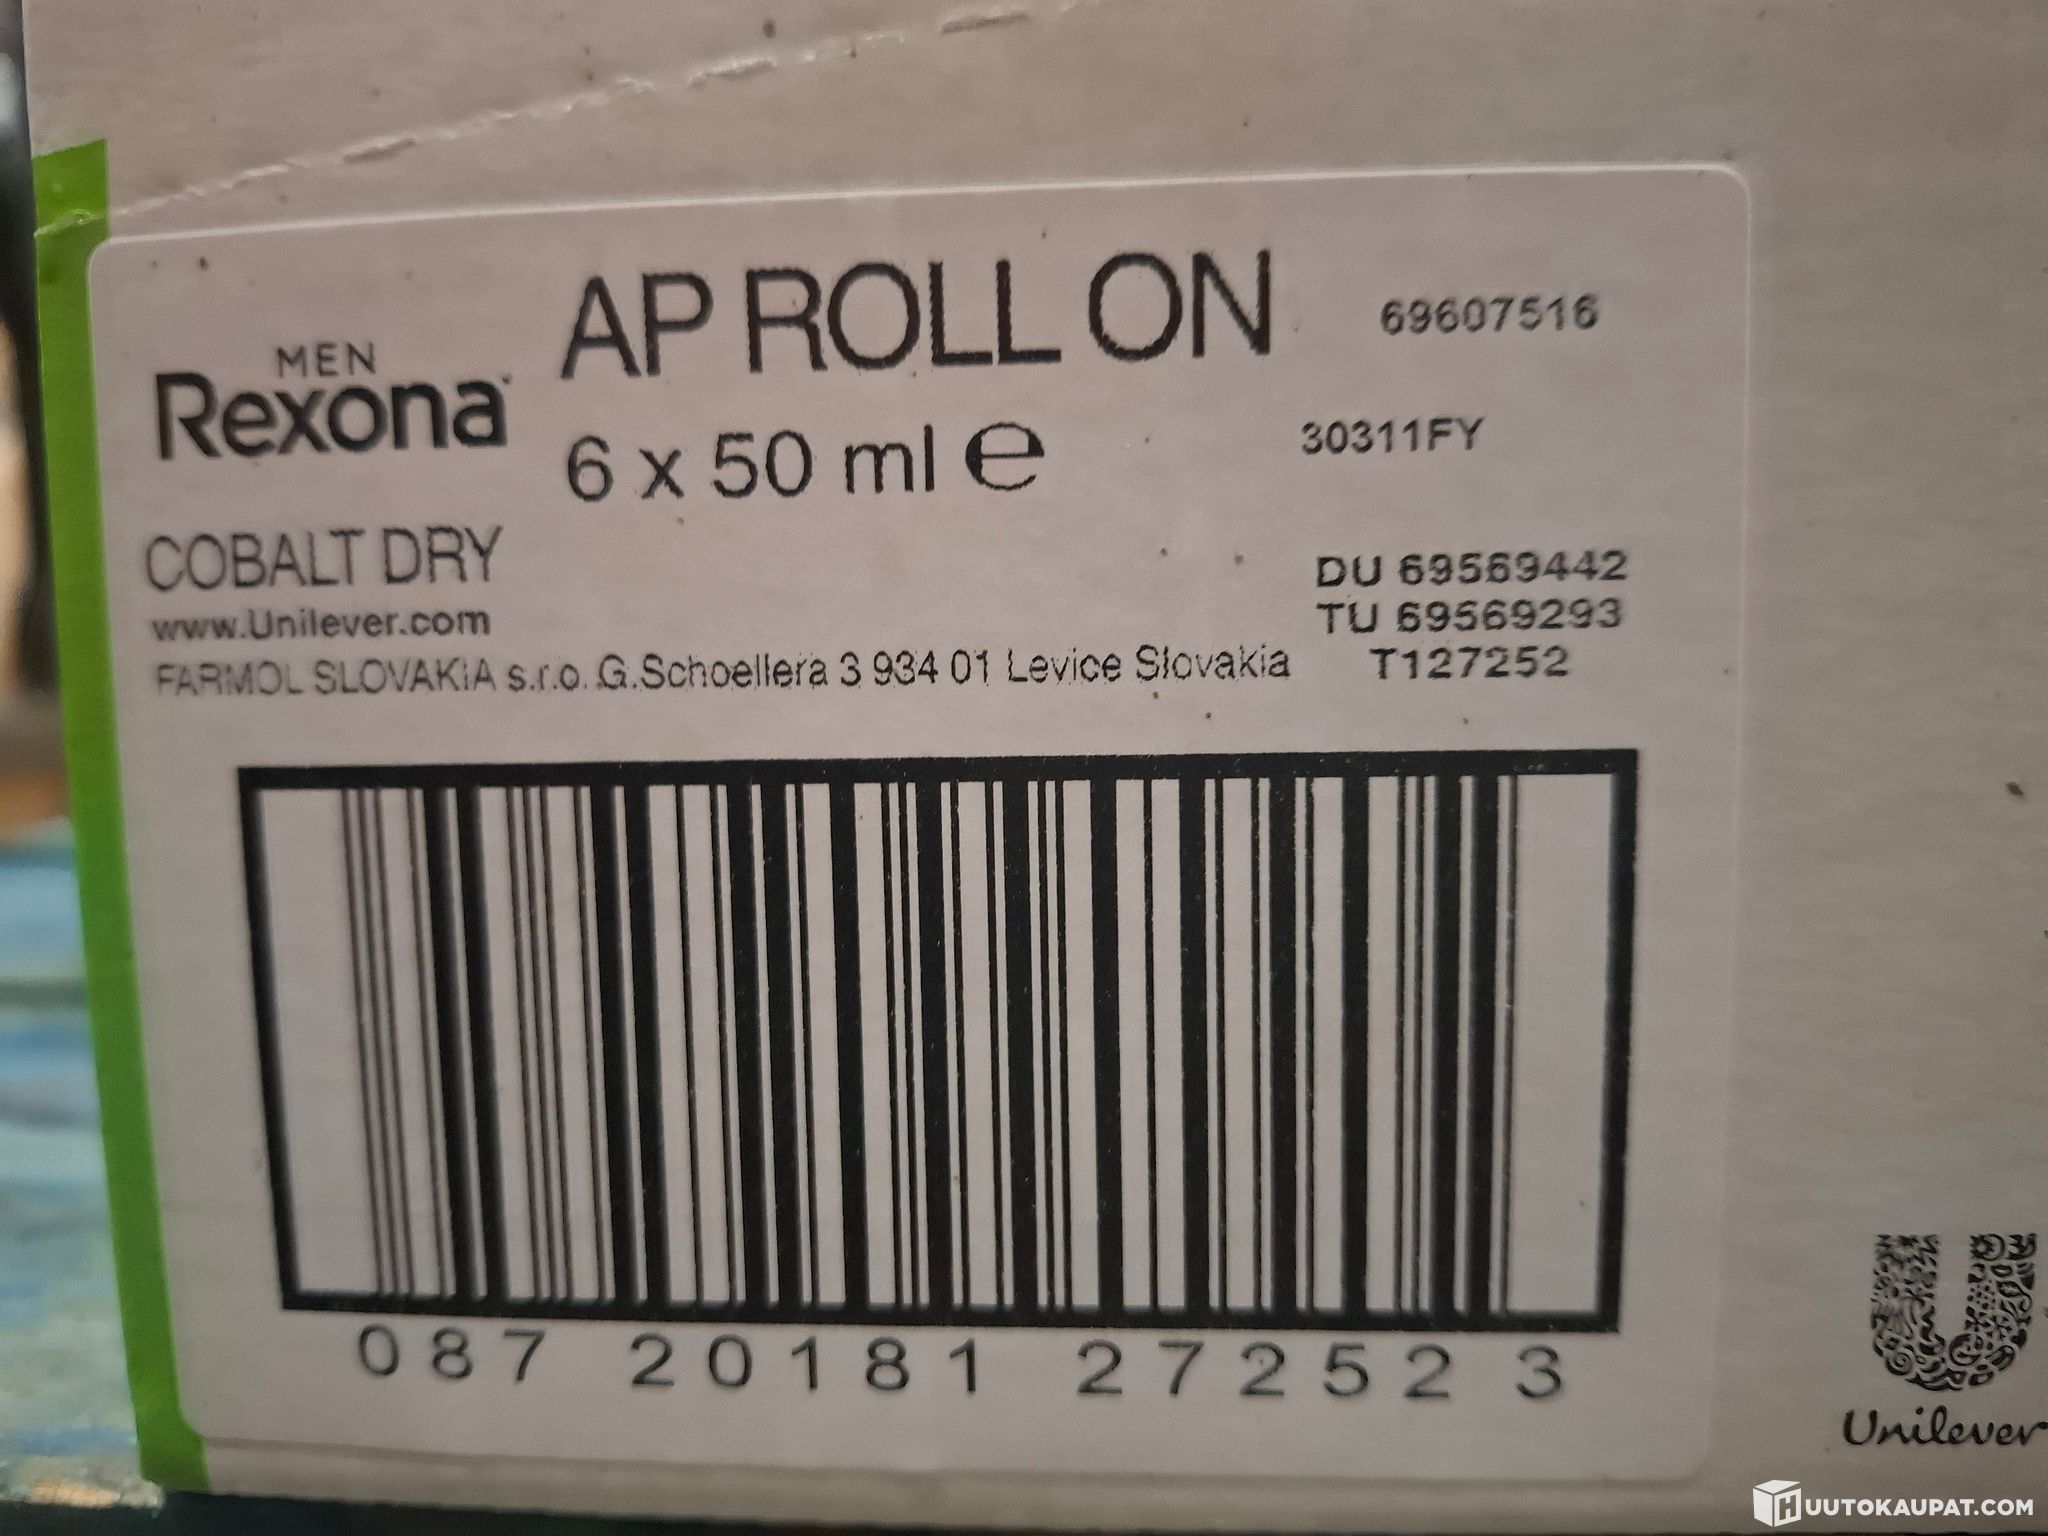 AP ROLL ON
69607516
MEN
Rexona
6 x 50 ml e
30311FY
COBALT DRY
www.Unilever.com
DU 69569442
TU 69569293
FARMOL SLOVAKIA s.r.o. G.Schoellera 3 934 01 Levice Slovakia
T127252
087 20181 27252 3
Unilever
HUUTOKAUPAT.COM